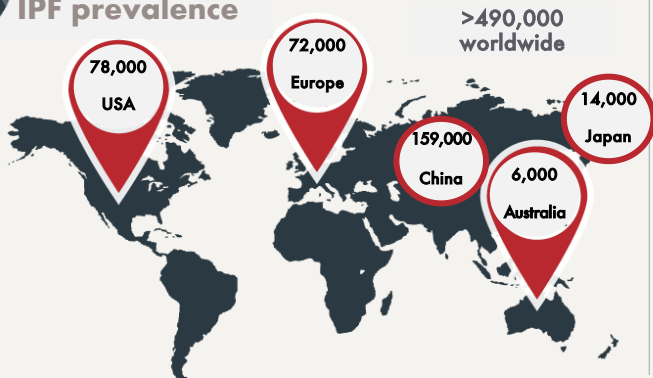 IPF prevalence
>490,000
worldwide
78,000
USA
72,000
Europe
159,000
China
14,000
Japan
6,000
Australia